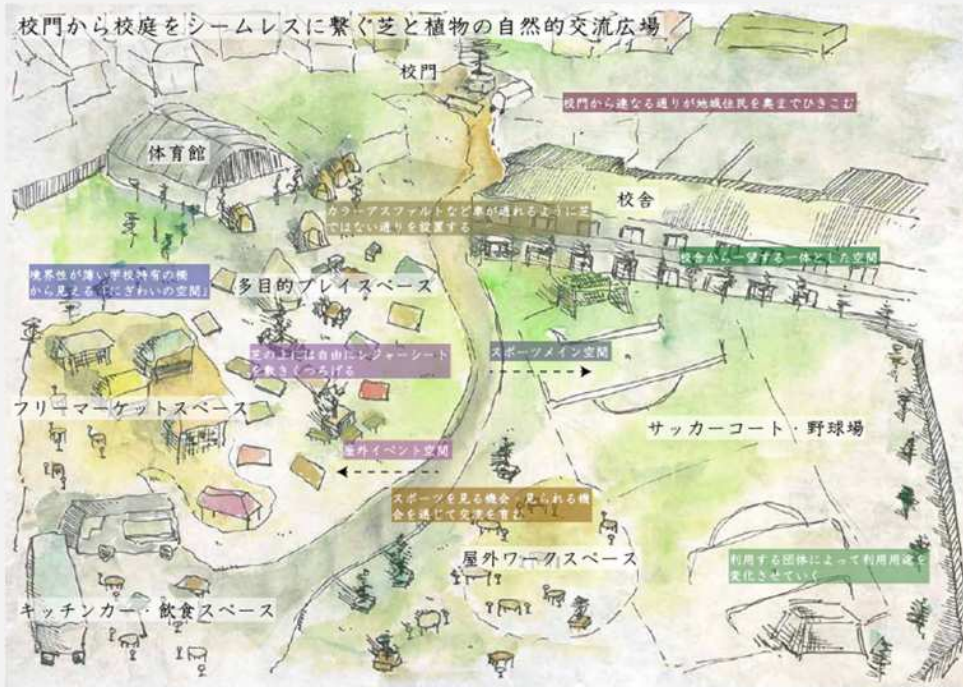 校門から校庭をシームレスに繋ぐ芝と植物の自然的交流広場
校門
校門から連なる通りが地域住民を奥までひきこむ
体育館
校舎
カラーアスファルトなど車が通れるように芝
ではない通りを設置する
校舎から一望する一体とした空間
境界性が薄い学校特有の柵
から見える「にぎわいの空間」
多目的プレイスペース
芝の上には自由にレジャーシート
を敷きくつろげる
スポーツメイン空間
フリーマーケットスペース
サッカーコート・野球場
屋外イベント空間
スポーツを見る機会・見られる機
会を通じて交流を育む
屋外ワークスペース
利用する団体によって利用用途を
変化させていく
キッチンカー・飲食スペース